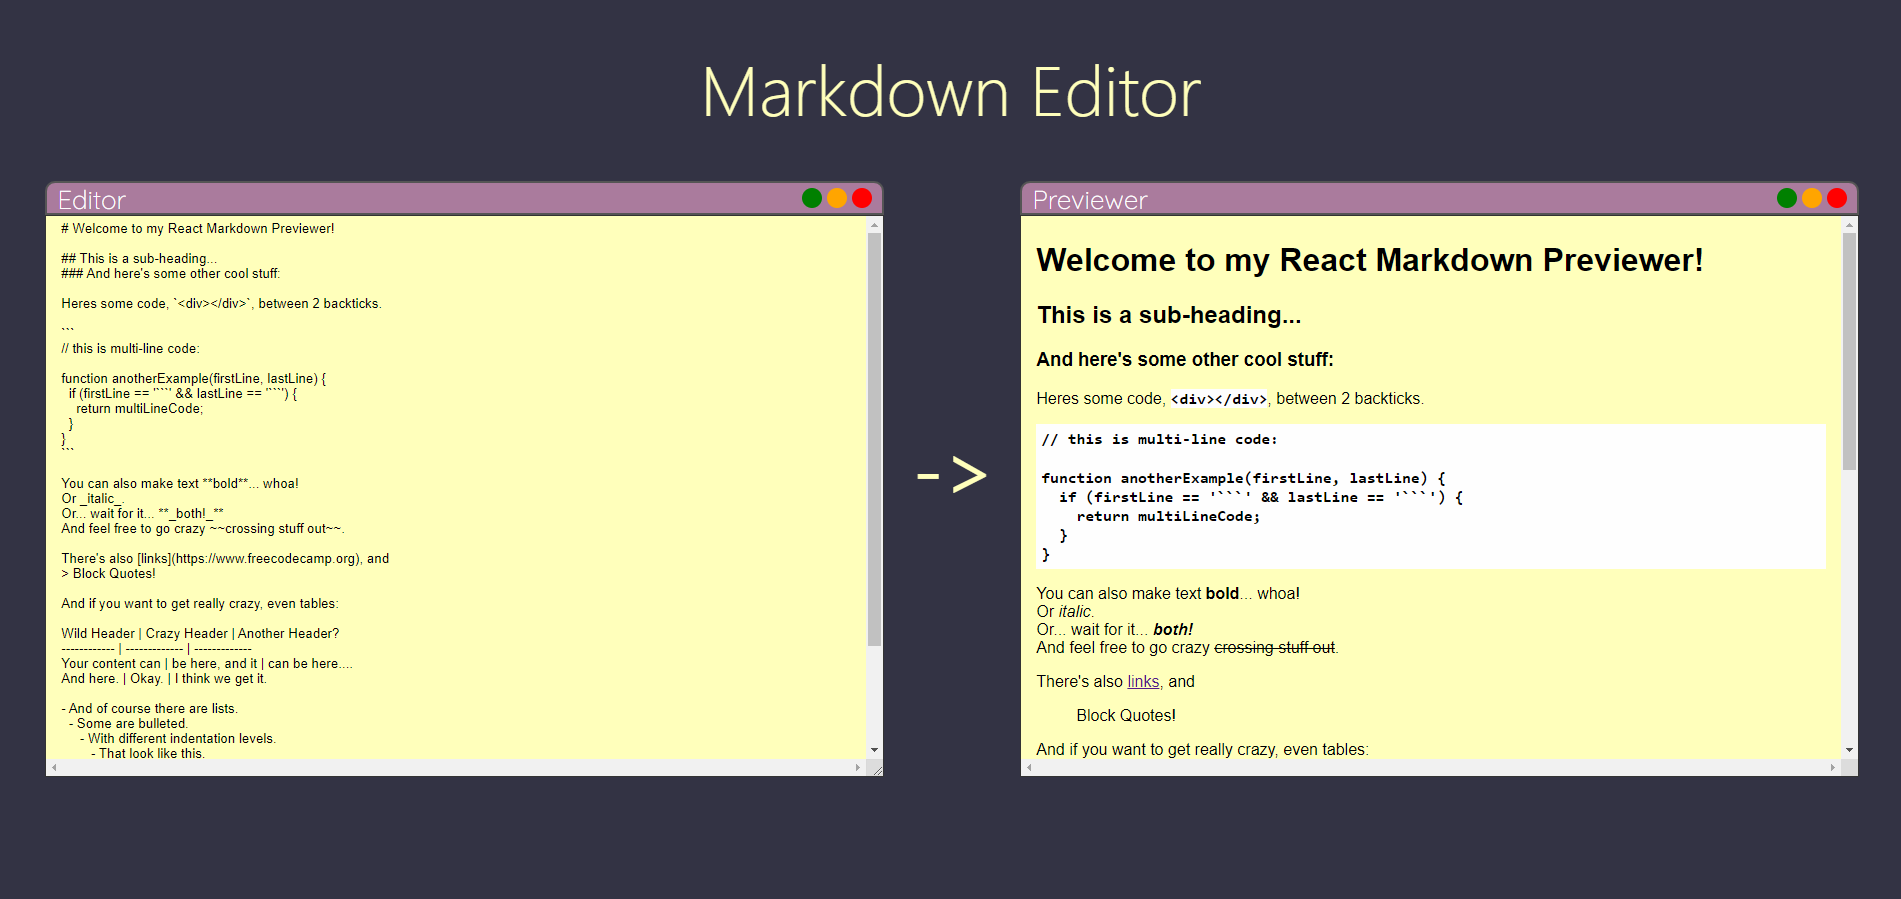 Markdown Editor
Editor
# Welcome to my React Markdown Previewer!
## This is a sub-heading...
### And here's some other cool stuff:
Heres some code, `<div></div>`, between 2 backticks.
```
// this is multi-line code:
function anotherExample(firstLine, lastLine) {
  if (firstLine == '```' && lastLine == '```') {
    return multiLineCode;
  }
}
```
You can also make text **bold**... whoa!
Or _italic_.
Or... wait for it... **_both!_**
And feel free to go crazy ~~crossing stuff out~~.
There's also [links](https://www.freecodecamp.org), and
> Block Quotes!
And if you want to get really crazy, even tables:
Wild Header | Crazy Header | Another Header?
------------ | ------------- | -------------
Your content can | be here, and it | can be here....
And here. | Okay. | I think we get it.
- And of course there are lists.
  - Some are bulleted.
     - With different indentation levels.
        - That look like this.
->
Previewer
Welcome to my React Markdown Previewer!
This is a sub-heading...
And here's some other cool stuff:
Heres some code, <div></div>, between 2 backticks.
// this is multi-line code:
function anotherExample(firstLine, lastLine) {
  if (firstLine == '```' && lastLine == '```') {
    return multiLineCode;
  }
}
You can also make text bold... whoa!
Or italic.
Or... wait for it... both!
And feel free to go crazy crossing stuff out.
There's also links, and
Block Quotes!
And if you want to get really crazy, even tables: